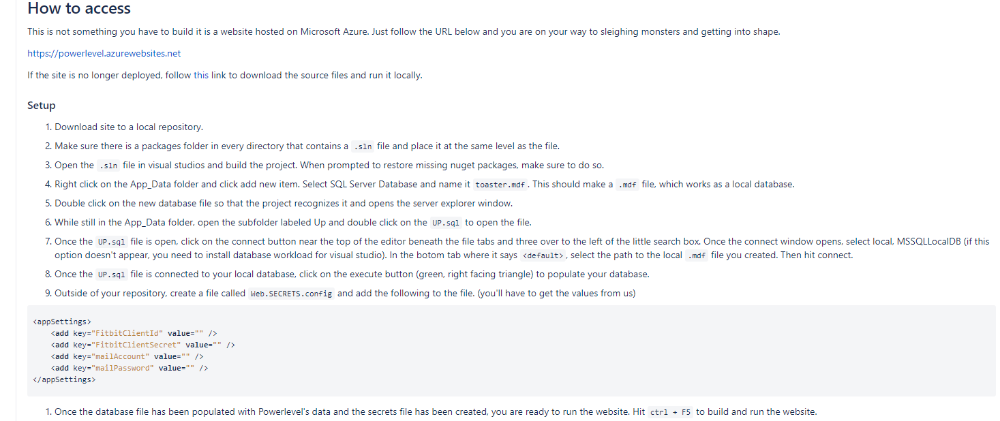 How to access
This is not something you have to build it is a website hosted on Microsoft Azure. Just follow the URL below and you are on your way to sleighing monsters and getting into shape.
https://powerlevel.azurewebsites.net
If the site is no longer deployed, follow this link to download the source files and run it locally.
Setup
1. Download site to a local repository.
2. Make sure there is a packages folder in every directory that contains a .sln file and place it at the same level as the file.
3. Open the .sln file in visual studios and build the project. When prompted to restore missing nuget packages, make sure to do so.
4. Right click on the App_Data folder and click add new item. Select SQL Server Database and name it toaster.mdf. This should make a .mdf file, which works as a local database.
5. Double click on the new database file so that the project recognizes it and opens the server explorer window.
6. While still in the App_Data folder, open the subfolder labeled Up and double click on the UP.sql to open the file.
7. Once the UP.sql file is open, click on the connect button near the top of the editor beneath the file tabs and three over to the left of the little search box. Once the connect window opens, select local, MSSQLLocalDB (if this
option doesn't appear, you need to install database workload for visual studio). In the botom tab where it says <default>, select the path to the local .mdf file you created. Then hit connect.
8. Once the UP.sql file is connected to your local database, click on the execute button (green, right facing triangle) to populate your database.
9. Outside of your repository, create a file called Web.SECRETS.config and add the following to the file. (you'll have to get the values from us)
<appSettings>
    <add key="FitbitClientId" value="" />
    <add key="FitbitClientSecret" value="" />
    <add key="mailAccount" value="" />
    <add key="mailPassword" value="" />
</appSettings>
1. Once the database file has been populated with Powerlevel's data and the secrets file has been created, you are ready to run the website. Hit ctrl + F5 to build and run the website.